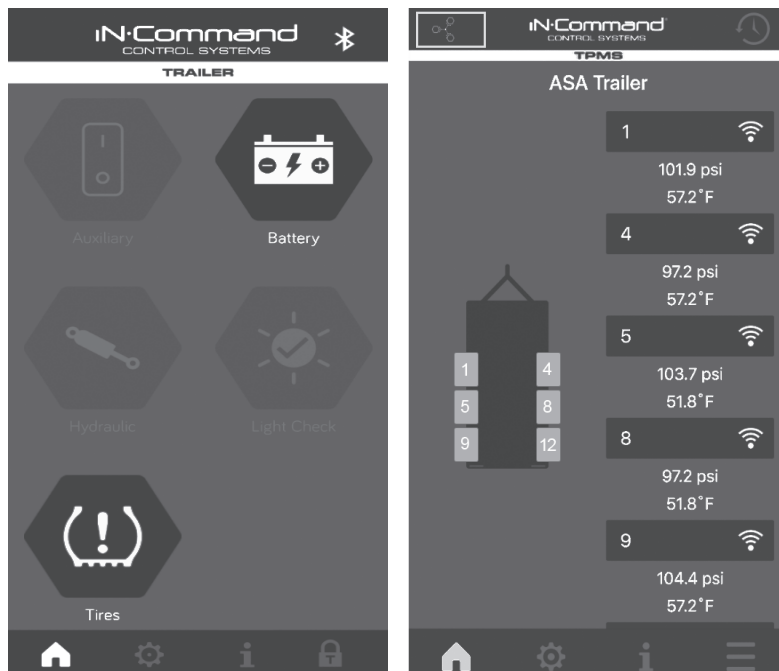 iN·Command
CONTROL SYSTEMS
TRAILER
Auxiliary
Battery
Hydraulic
Light Check
Tires
iN·Command
CONTROL SYSTEMS
TPMS
ASA Trailer
1
101.9 psi
57.2°F
4
97.2 psi
57.2°F
5
103.7 psi
51.8°F
8
97.2 psi
51.8°F
9
104.4 psi
57.2°F
1 4
5 8
9 12